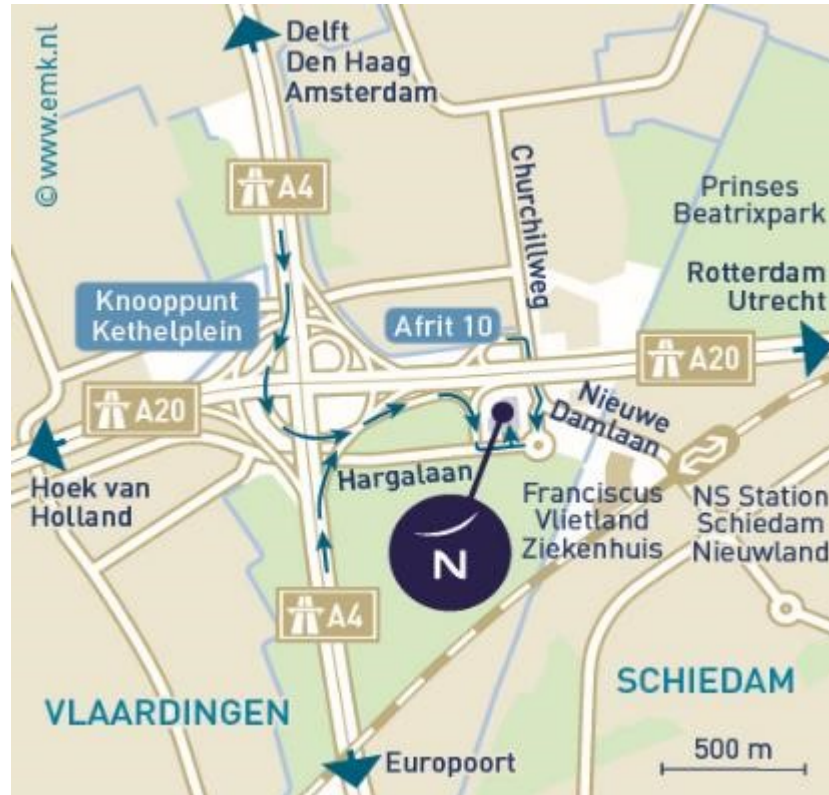 © www.emk.nl
Delft
Den Haag
Amsterdam
A4
Churchillweg
Prinses
Beatrixpark
Rotterdam
Utrecht
Knooppunt
Kethelplein
Afrit 10
A20
A20
Nieuwe
Damlaan
Hargalaan
Hoek van
Holland
Franciscus
Vlietland
Ziekenhuis
NS Station
Schiedam
Nieuwland
N
A4
VLAARDINGEN
SCHIEDAM
Europoort
500 m